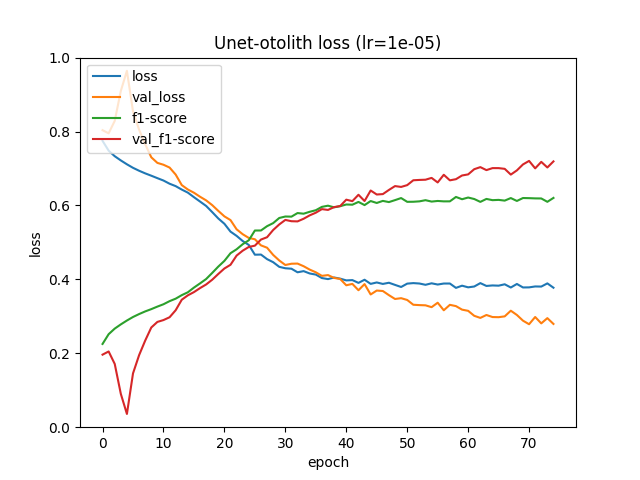 Unet-otolith loss (lr=1e-05)
1.0
0.8
0.6
0.4
0.2
0.0
loss
loss
val_loss
f1-score
val_f1-score
0 10 20 30 40 50 60 70
epoch